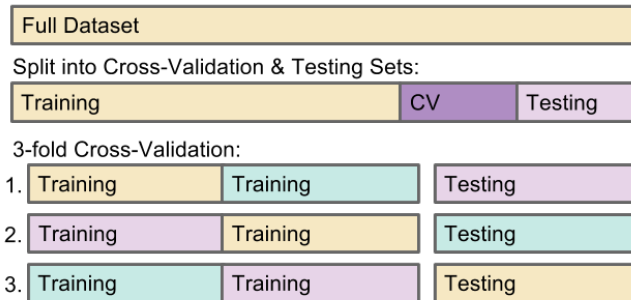 Full Dataset
Split into Cross-Validation & Testing Sets:
Training CV Testing
3-fold Cross-Validation:
1. Training Training Testing
2. Training Training Testing
3. Training Training Testing